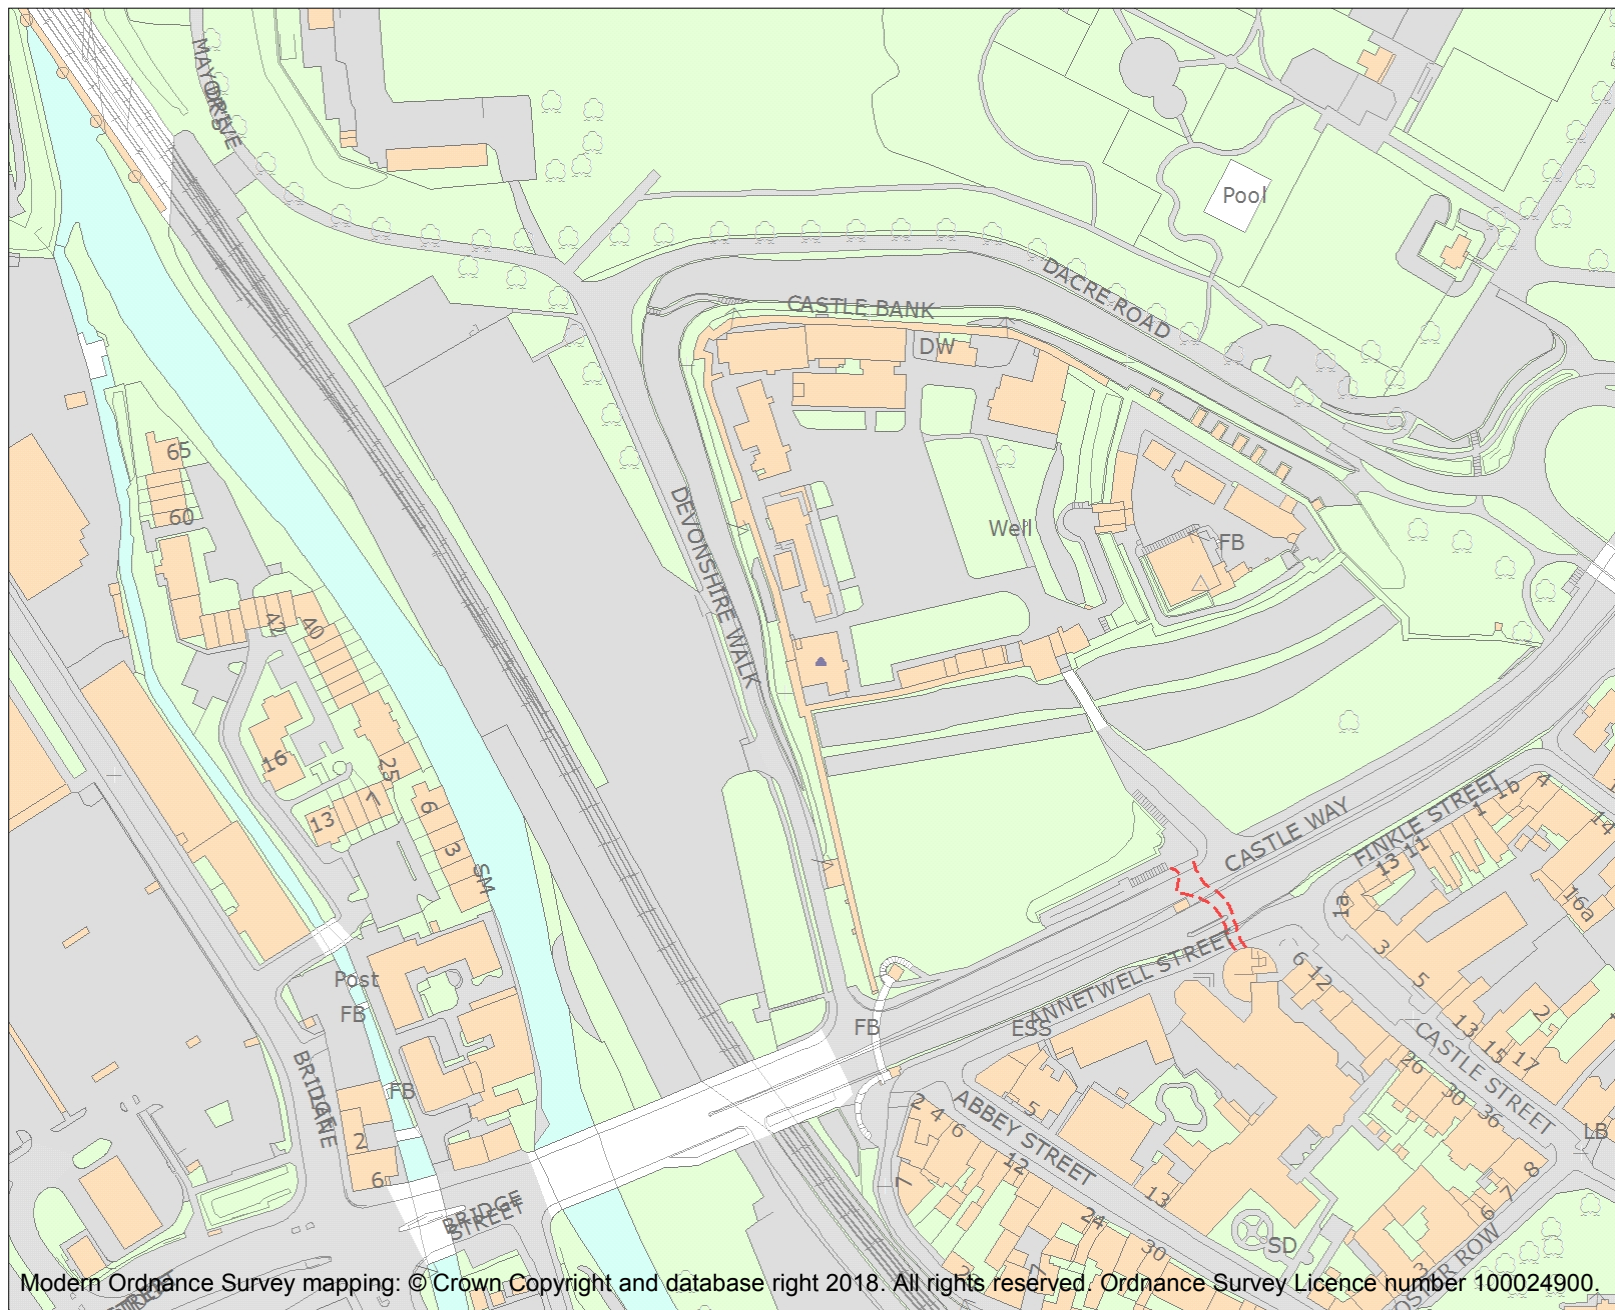 MAYOR'S
DRIVE
Pool
DACRE ROAD
CASTLE BANK
DW
65
60
DEVONSHIRE WALK
Well
FB
42
40
16
25
7
13
6
3
SM
CASTLE WAY
FINKLE STREET
1
1b
4
14
13
11
1a
16a
3
5
ANNETWELL STREET
6
12
Post
FB
FB
ESS
13
15
17
2
CASTLE STREET
BRIDGE
LANE
FB
2
6
2
4
6
ABBEY STREET
5
26
30
36
LB
12
7
13
8
7
6
24
30
SD
3
BRIDGE
STREET
Modern Ordnance Survey mapping: © Crown Copyright and database right 2018. All rights reserved. Ordnance Survey Licence number 100024900.